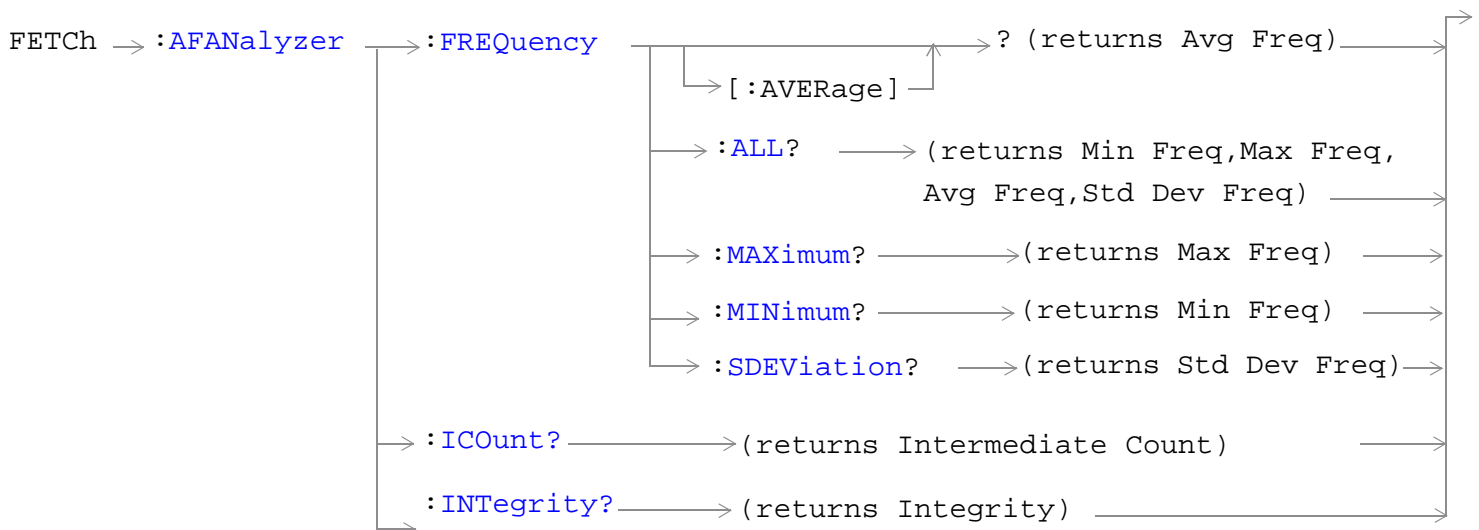 FETCh :AFANalyzer :FREQuency ? (returns Avg Freq)
[:AVERage]
:ALL? (returns Min Freq,Max Freq,
Avg Freq,Std Dev Freq)
:MAXimum? (returns Max Freq)
:MINimum? (returns Min Freq)
:SDEViation? (returns Std Dev Freq)
:ICOunt? (returns Intermediate Count)
:INTegrity? (returns Integrity)